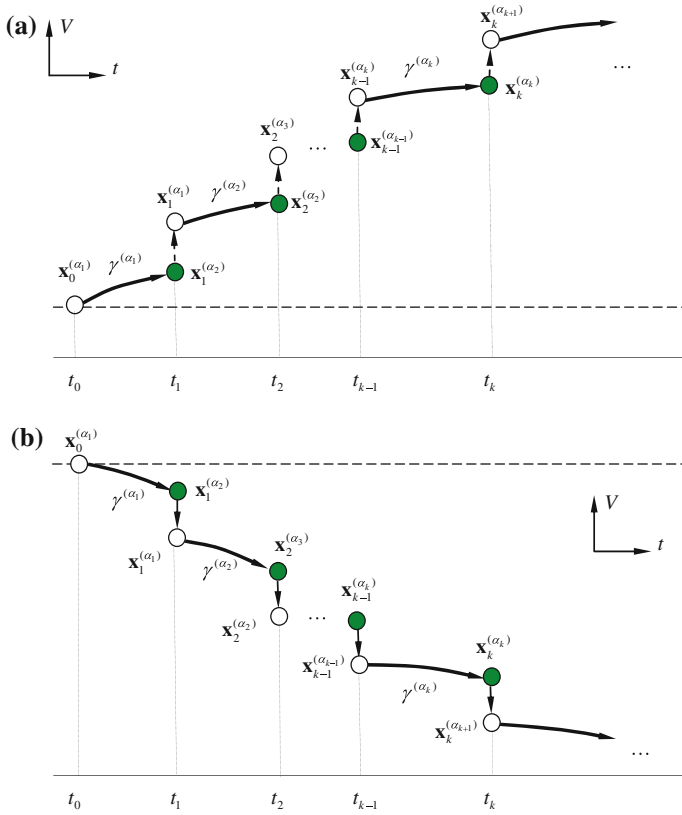 (a)
V
t
x_0^{(α_1)}
γ^{(α_1)}
x_1^{(α_1)}
x_1^{(α_2)}
γ^{(α_2)}
x_2^{(α_3)}
x_2^{(α_2)}
...
x_{k−1}^{(α_k)}
x_{k−1}^{(α_{k−1})}
γ^{(α_k)}
x_k^{(α_{k+1})}
x_k^{(α_k)}
...
t_0 t_1 t_2 t_{k−1} t_k
(b)
x_0^{(α_1)}
γ^{(α_1)}
x_1^{(α_2)}
x_1^{(α_1)}
γ^{(α_2)}
x_2^{(α_3)}
x_2^{(α_2)}
...
x_{k−1}^{(α_k)}
x_{k−1}^{(α_{k−1})}
γ^{(α_k)}
x_k^{(α_k)}
x_k^{(α_{k+1})}
...
V
t
t_0 t_1 t_2 t_{k−1} t_k